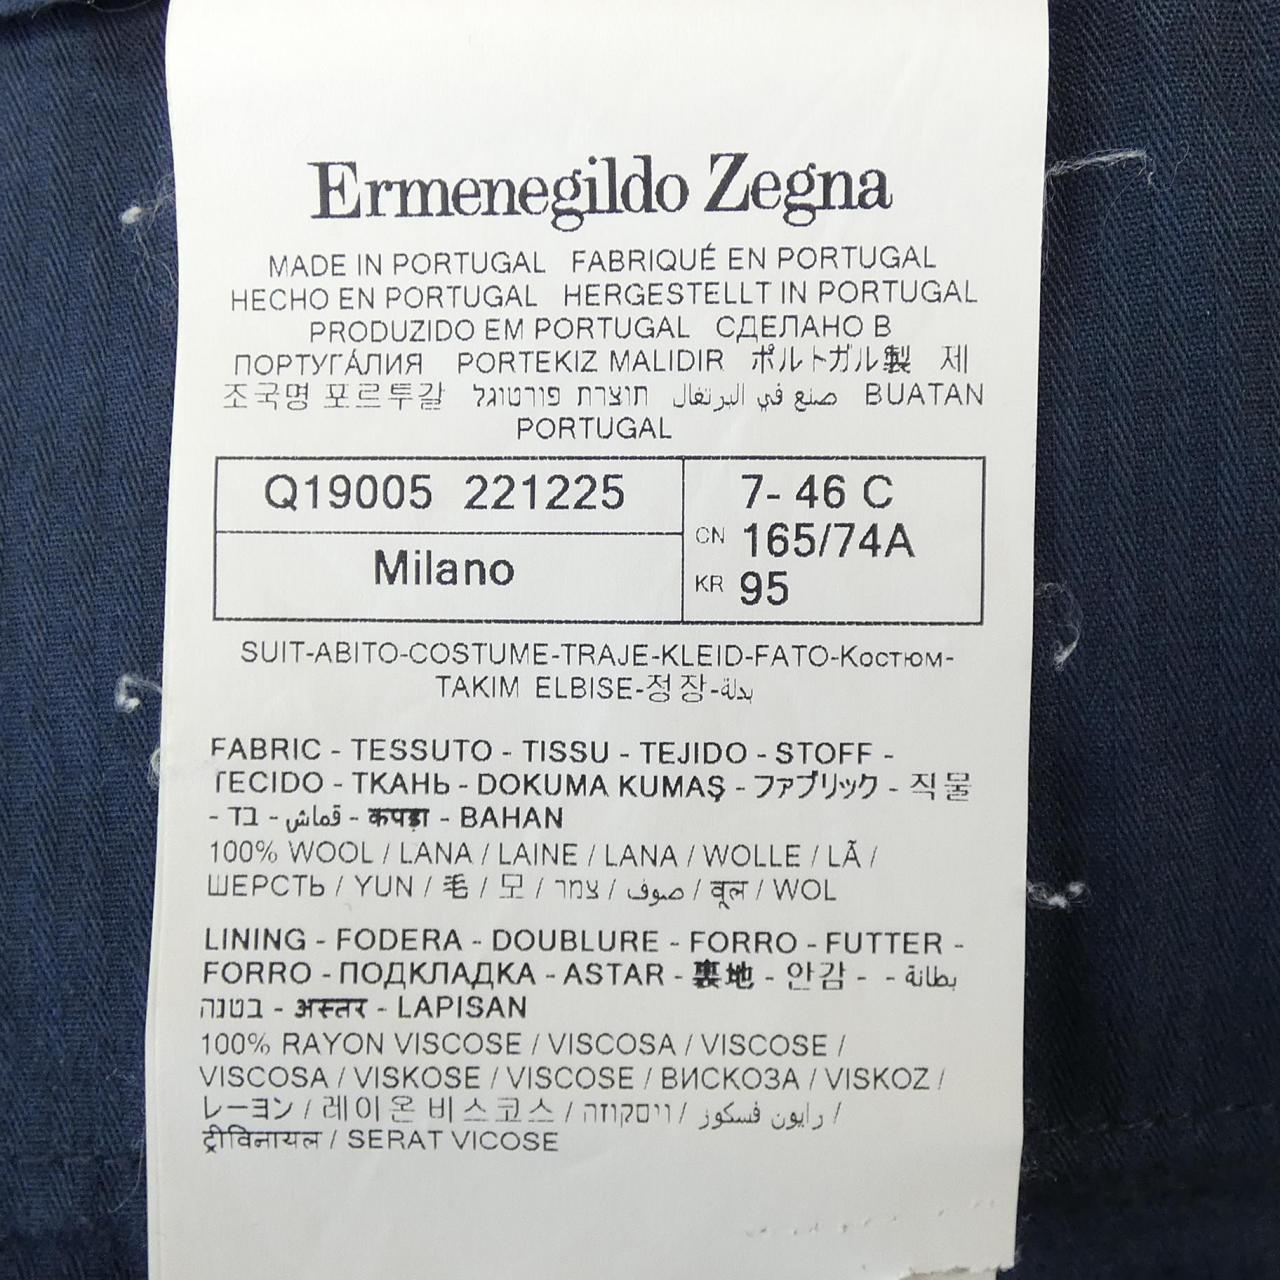 Ermenegildo Zegna
MADE IN PORTUGAL FABRIQUÉ EN PORTUGAL
HECHO EN PORTUGAL HERGESTELLT IN PORTUGAL
PRODUZIDO EM PORTUGAL СДЕЛАНО В
ПОРТУГА́ЛИЯ PORTEKIZ MALIDIR ポルトガル製 제
조국명 포르투갈 תוצרת פורטוגל صنع في البرتغال BUATAN
PORTUGAL
Q19005 221225
Milano
7- 46 C
CN 165/74A
KR 95
SUIT-ABITO-COSTUME-TRAJE-KLEID-FATO-Костюм-
TAKIM ELBISE-정장-بدلة
FABRIC - TESSUTO - TISSU - TEJIDO - STOFF -
TECIDO - ТКАНЬ - DOKUMA KUMAŞ - ファブリック - 직물
- בד - قماش - कपड़ा - BAHAN
100% WOOL / LANA / LAINE / LANA / WOLLE / LÃ /
ШЕРСТЬ / YUN / 毛 / 모 / צמר / صوف / वूल / WOL
LINING - FODERA - DOUBLURE - FORRO - FUTTER -
FORRO - ПОДКЛАДКА - ASTAR - 裏地 - 안감 - - بطانة
בטנה - अस्तर - LAPISAN
100% RAYON VISCOSE / VISCOSA / VISCOSE /
VISCOSA / VISKOSE / VISCOSE / ВИСКОЗА / VISKOZ /
レーヨン / 레이온 비스코스 / ויסקוזה / رايون فسكوز /
ट्रीविनायल / SERAT VICOSE